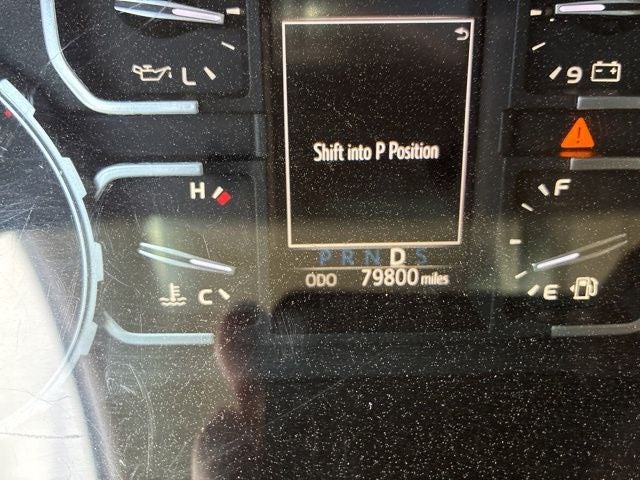 L
9
Shift into P Position
H
F
P R N D S
C
ODO 79800 miles
E